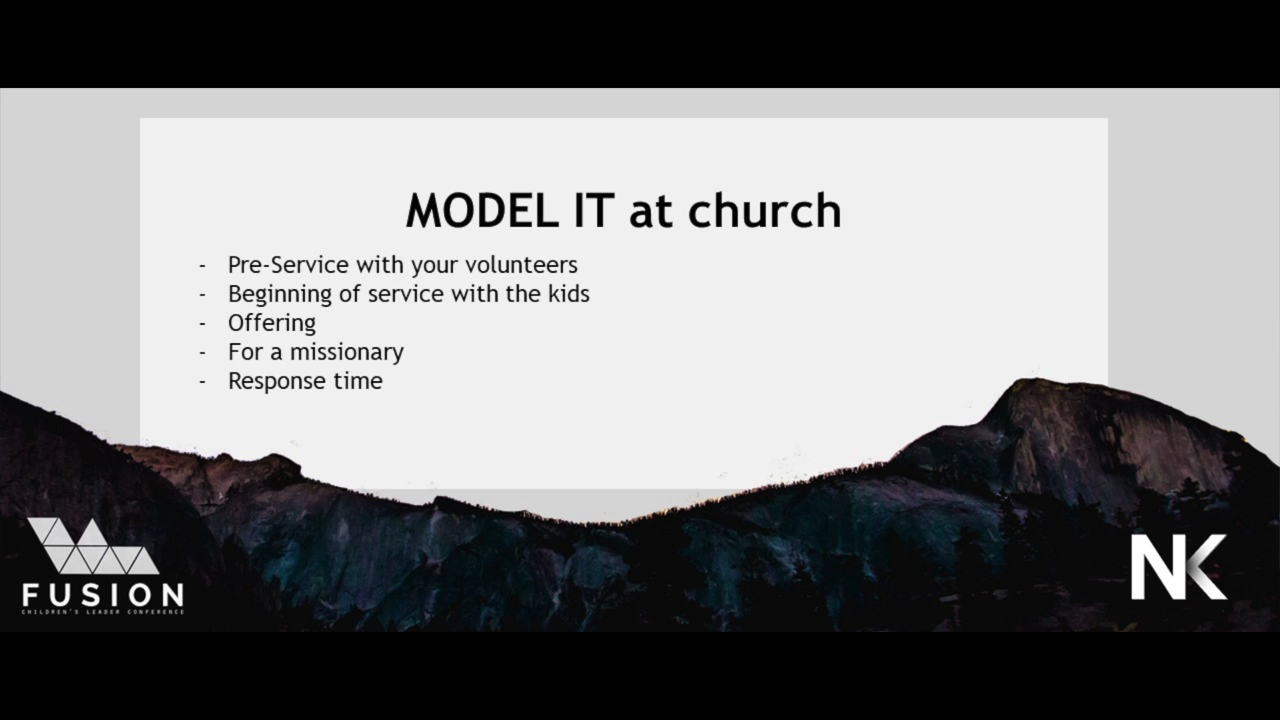 MODEL IT at church
- Pre-Service with your volunteers
- Beginning of service with the kids
- Offering
- For a missionary
- Response time
FUSION
CHILDREN'S LEADER CONFERENCE
NK